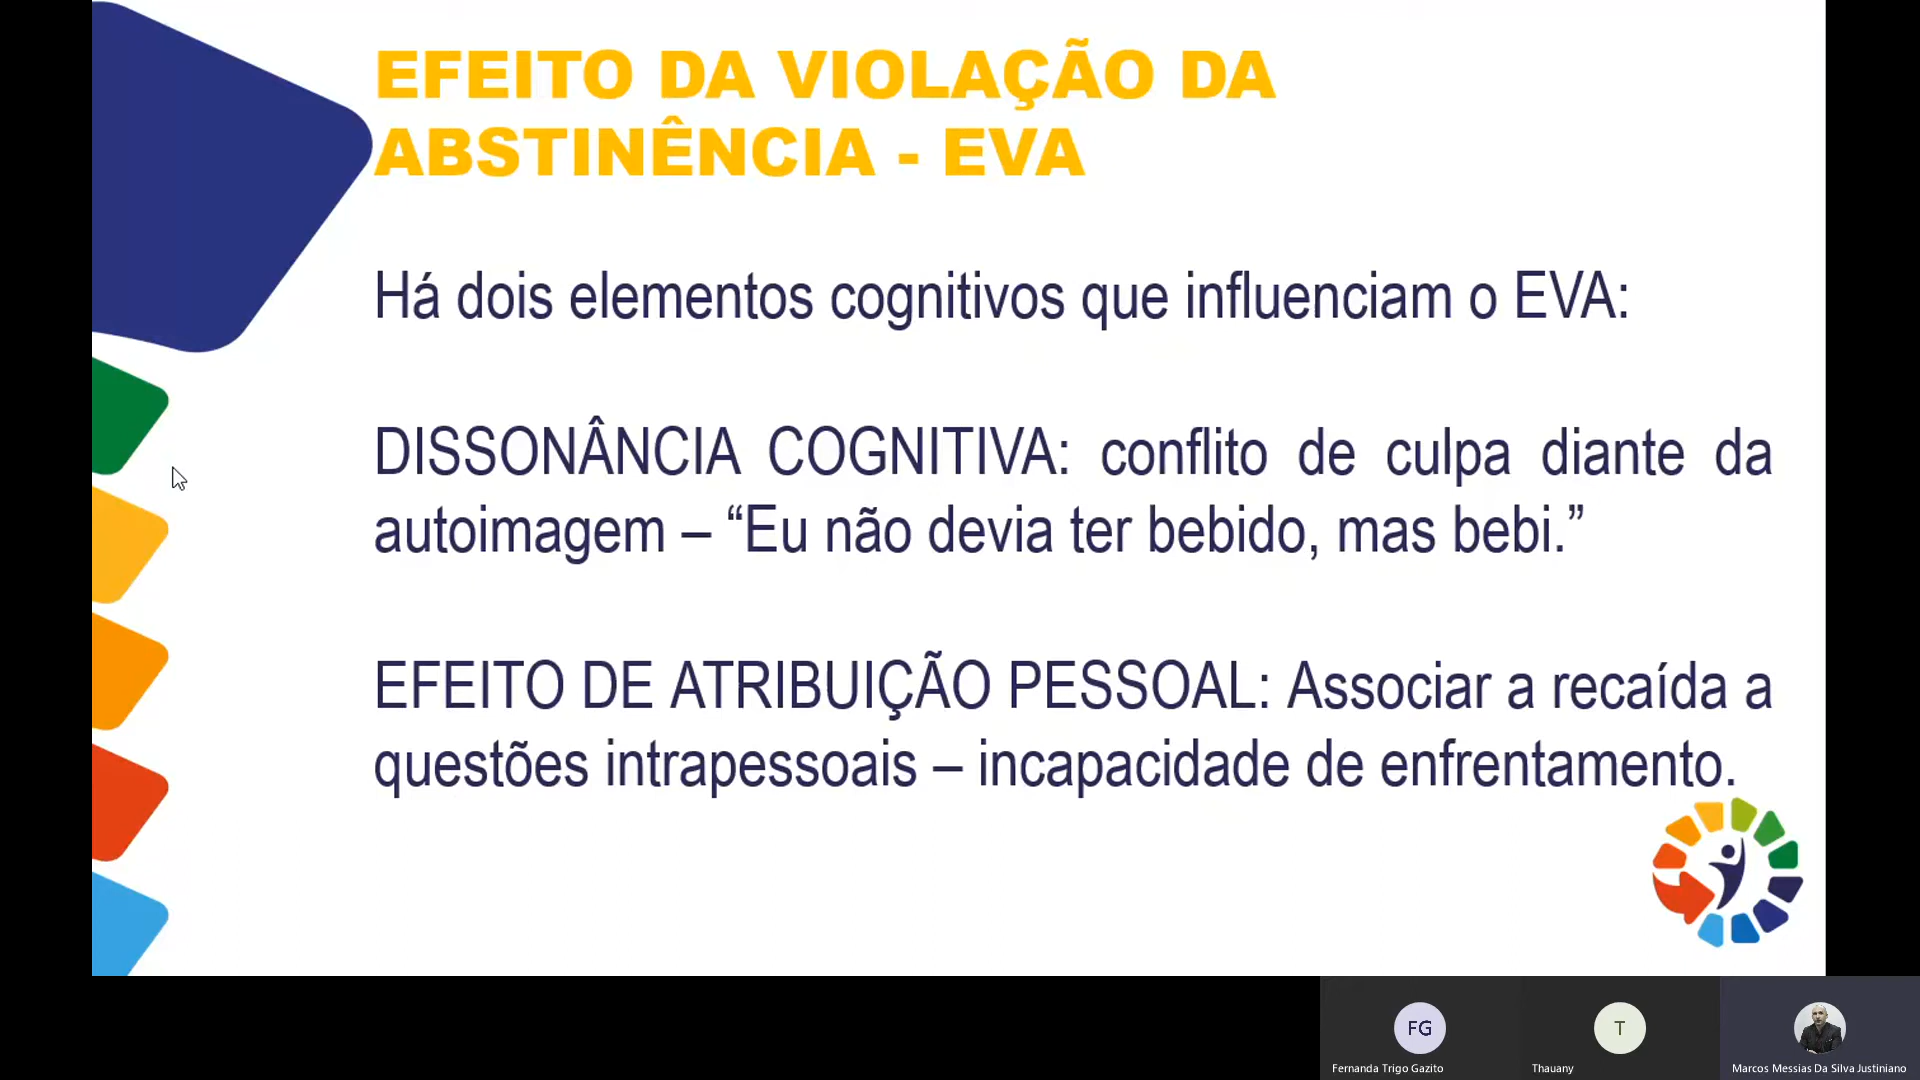 EFEITO DA VIOLAÇÃO DA
ABSTINÊNCIA - EVA
Há dois elementos cognitivos que influenciam o EVA:
DISSONÂNCIA COGNITIVA: conflito de culpa diante da
autoimagem – “Eu não devia ter bebido, mas bebi.”
EFEITO DE ATRIBUIÇÃO PESSOAL: Associar a recaída a
questões intrapessoais – incapacidade de enfrentamento.
FG
T
Fernanda Trigo Gazito
Thauany
Marcos Messias Da Silva Justiniano